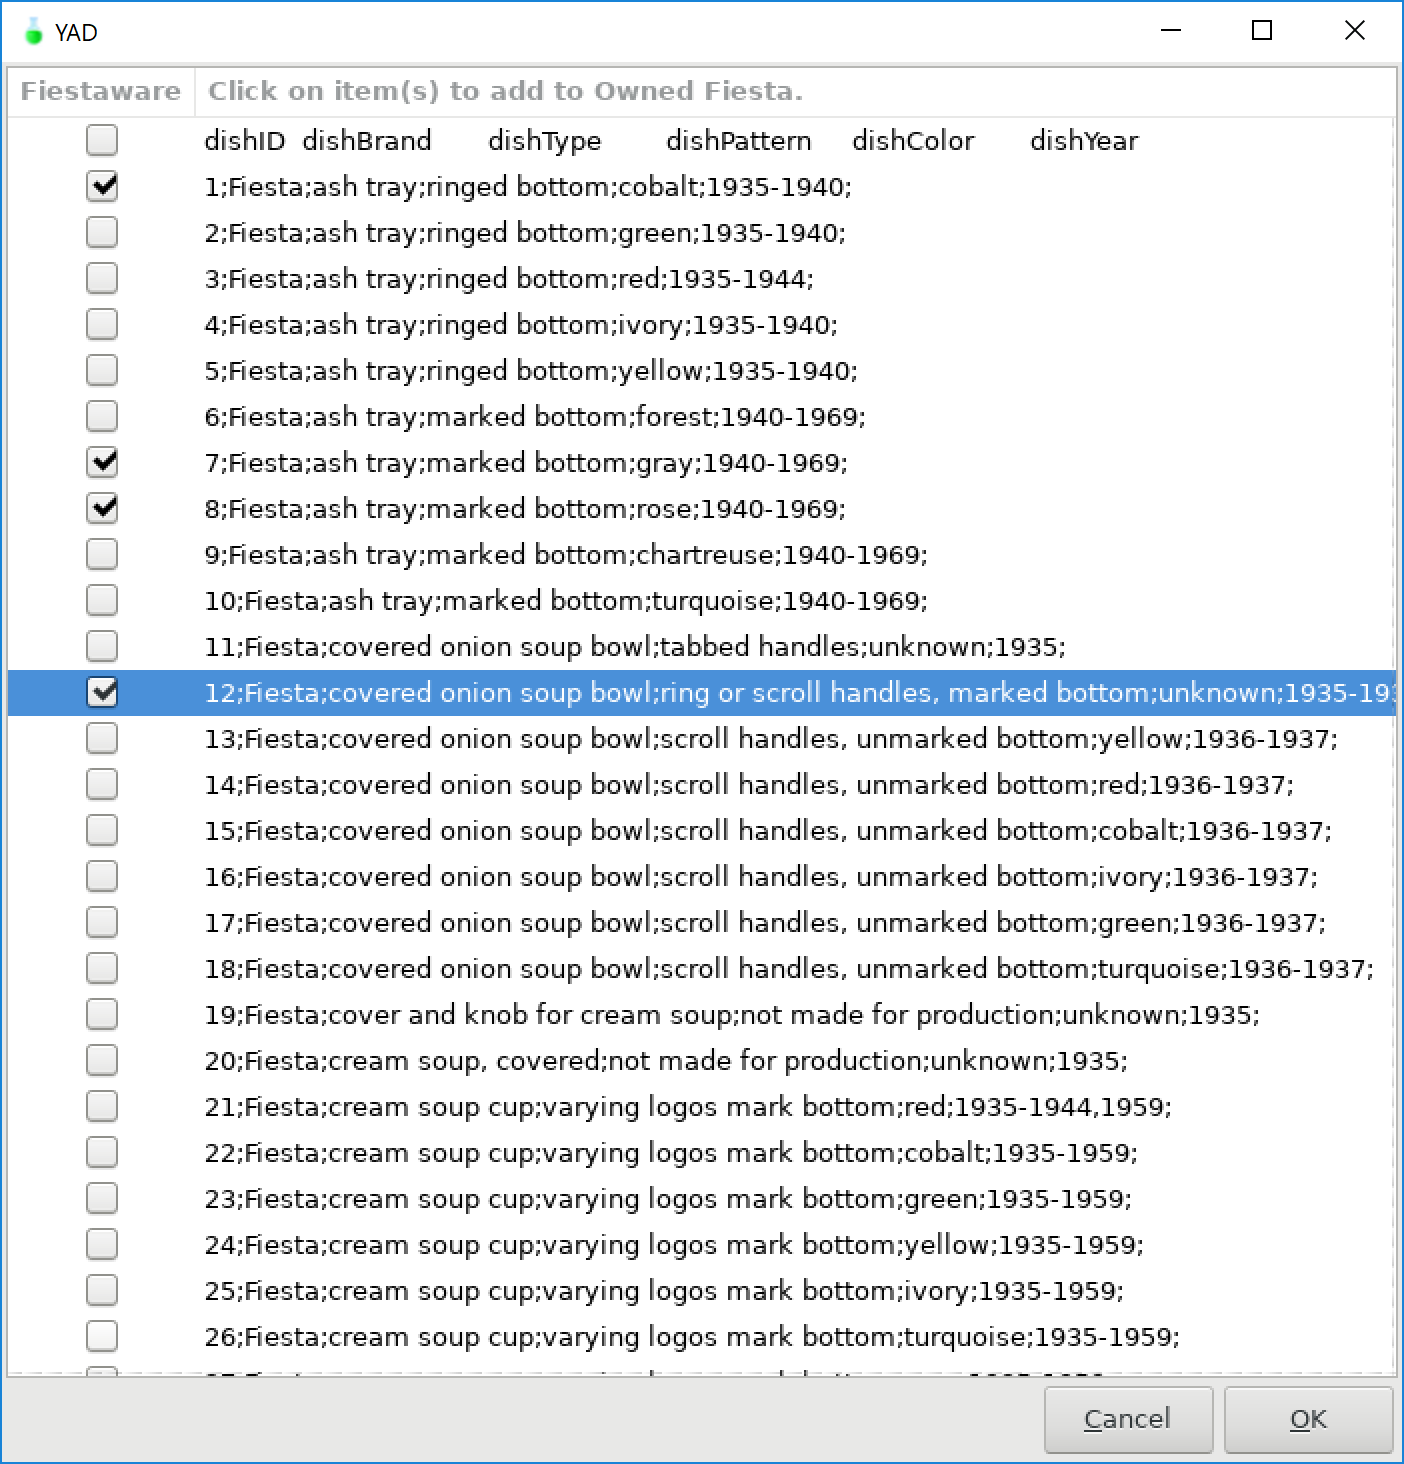 YAD
Fiestaware Click on item(s) to add to Owned Fiesta.
dishID dishBrand dishType dishPattern dishColor dishYear
1;Fiesta;ash tray;ringed bottom;cobalt;1935-1940;
2;Fiesta;ash tray;ringed bottom;green;1935-1940;
3;Fiesta;ash tray;ringed bottom;red;1935-1944;
4;Fiesta;ash tray;ringed bottom;ivory;1935-1940;
5;Fiesta;ash tray;ringed bottom;yellow;1935-1940;
6;Fiesta;ash tray;marked bottom;forest;1940-1969;
7;Fiesta;ash tray;marked bottom;gray;1940-1969;
8;Fiesta;ash tray;marked bottom;rose;1940-1969;
9;Fiesta;ash tray;marked bottom;chartreuse;1940-1969;
10;Fiesta;ash tray;marked bottom;turquoise;1940-1969;
11;Fiesta;covered onion soup bowl;tabbed handles;unknown;1935;
12;Fiesta;covered onion soup bowl;ring or scroll handles, marked bottom;unknown;1935-193
13;Fiesta;covered onion soup bowl;scroll handles, unmarked bottom;yellow;1936-1937;
14;Fiesta;covered onion soup bowl;scroll handles, unmarked bottom;red;1936-1937;
15;Fiesta;covered onion soup bowl;scroll handles, unmarked bottom;cobalt;1936-1937;
16;Fiesta;covered onion soup bowl;scroll handles, unmarked bottom;ivory;1936-1937;
17;Fiesta;covered onion soup bowl;scroll handles, unmarked bottom;green;1936-1937;
18;Fiesta;covered onion soup bowl;scroll handles, unmarked bottom;turquoise;1936-1937;
19;Fiesta;cover and knob for cream soup;not made for production;unknown;1935;
20;Fiesta;cream soup, covered;not made for production;unknown;1935;
21;Fiesta;cream soup cup;varying logos mark bottom;red;1935-1944,1959;
22;Fiesta;cream soup cup;varying logos mark bottom;cobalt;1935-1959;
23;Fiesta;cream soup cup;varying logos mark bottom;green;1935-1959;
24;Fiesta;cream soup cup;varying logos mark bottom;yellow;1935-1959;
25;Fiesta;cream soup cup;varying logos mark bottom;ivory;1935-1959;
26;Fiesta;cream soup cup;varying logos mark bottom;turquoise;1935-1959;
Cancel OK